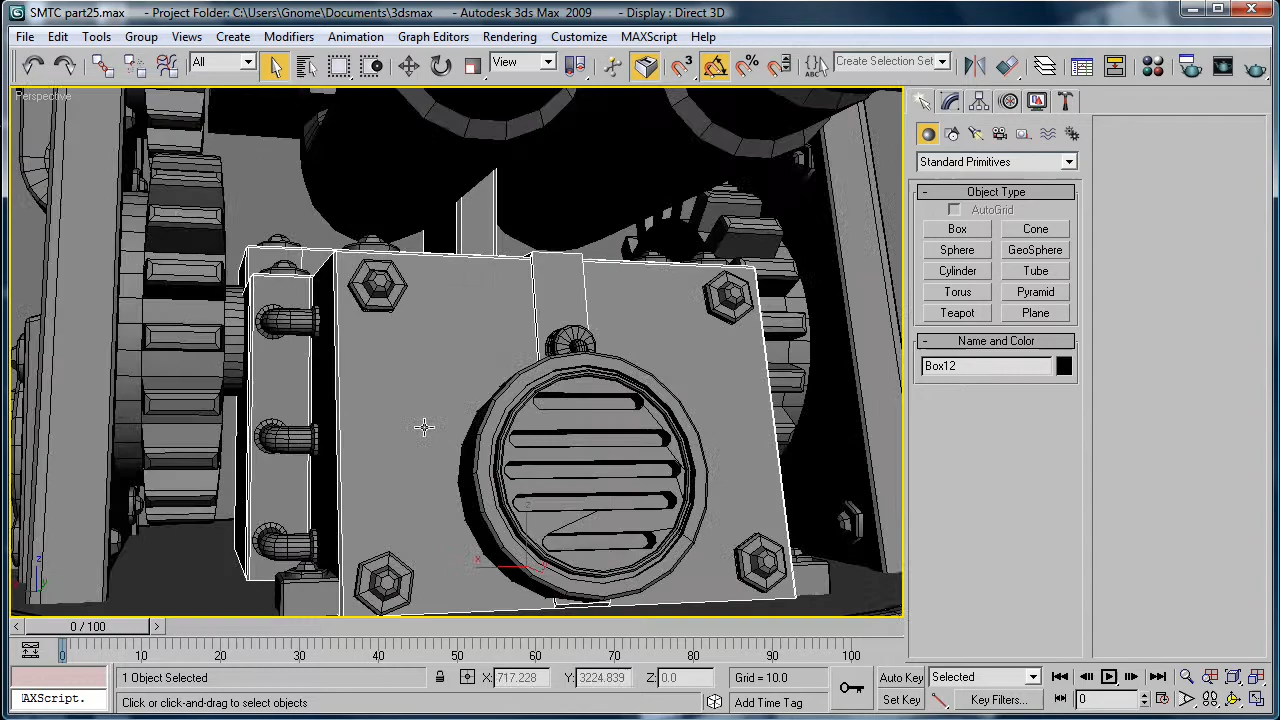 SMTC part25.max - Project Folder: C:\Users\Gnome\Documents\3dsmax - Autodesk 3ds Max 2009 - Display : Direct 3D
File Edit Tools Group Views Create Modifiers Animation Graph Editors Rendering Customize MAXScript Help
All View 3 % ABC Create Selection Set
Perspective
Standard Primitives
- Object Type
AutoGrid
Box Cone
Sphere GeoSphere
Cylinder Tube
Torus Pyramid
Teapot Plane
- Name and Color
Box12
z
x
z
y
< 0 / 100 >
0 10 20 30 40 50 60 70 80 90 100
1 Object Selected X: 717.228 Y: 3224.839 Z: 0.0 Grid = 10.0 Auto Key Selected
AXScript. Click or click-and-drag to select objects Add Time Tag Set Key Key Filters... 0